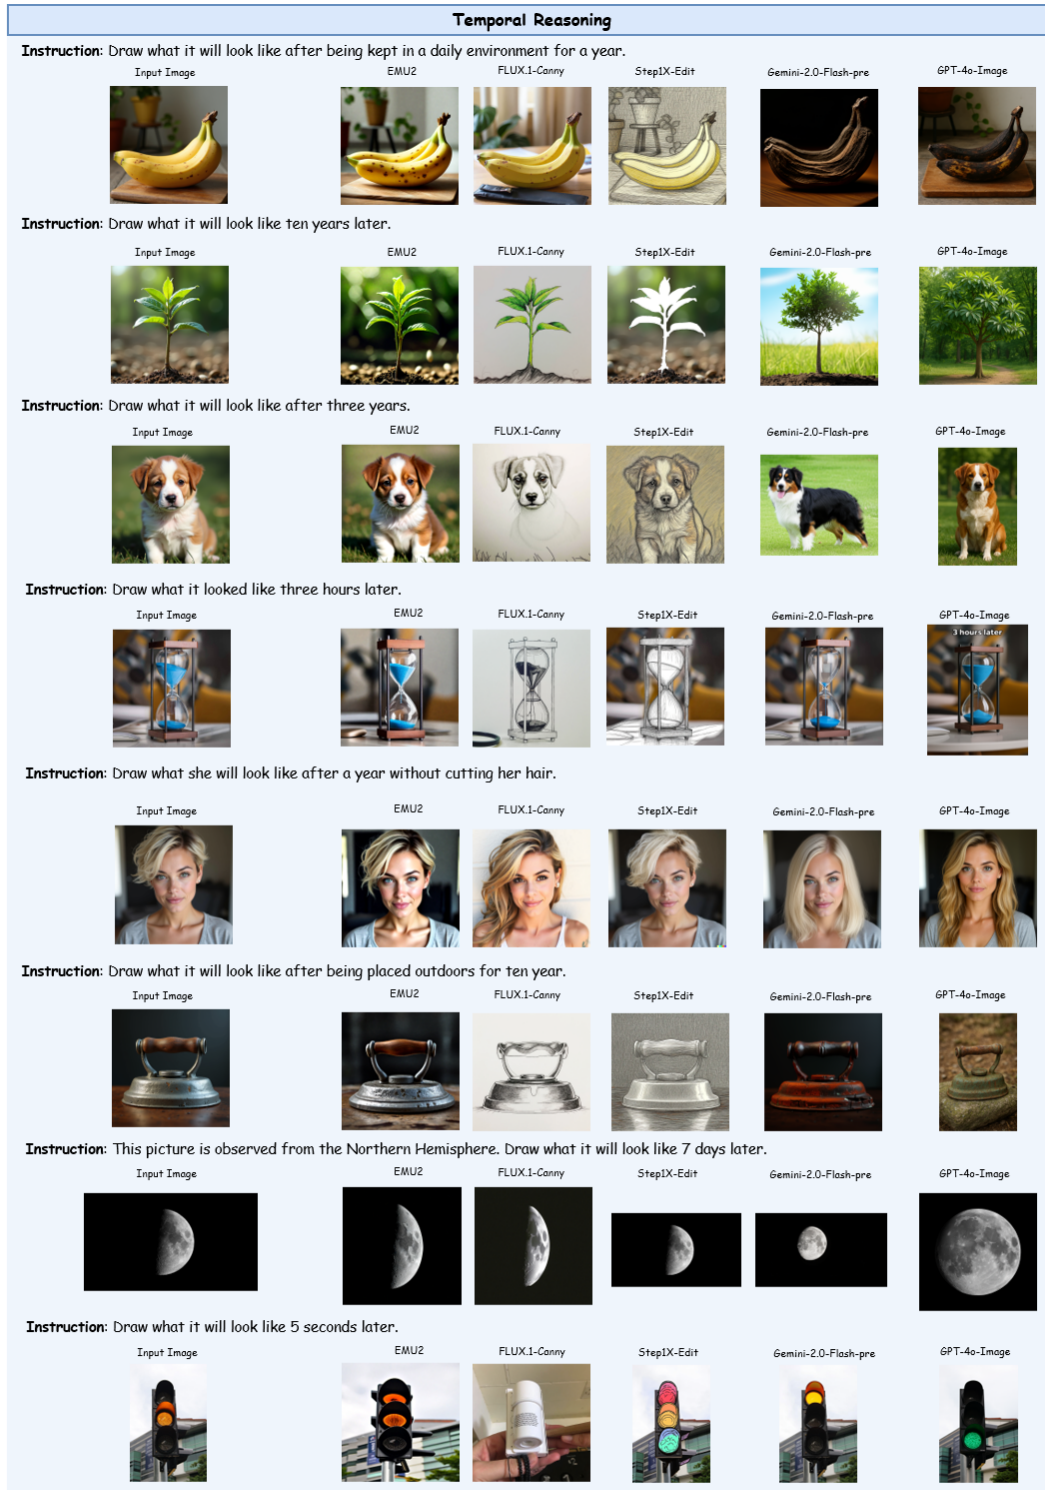 Temporal Reasoning
Instruction: Draw what it will look like after being kept in a daily environment for a year.
Input Image EMU2 FLUX.1-Canny Step1X-Edit Gemini-2.0-Flash-pre GPT-4o-Image
Instruction: Draw what it will look like ten years later.
Input Image EMU2 FLUX.1-Canny Step1X-Edit Gemini-2.0-Flash-pre GPT-4o-Image
Instruction: Draw what it will look like after three years.
Input Image EMU2 FLUX.1-Canny Step1X-Edit Gemini-2.0-Flash-pre GPT-4o-Image
Instruction: Draw what it looked like three hours later.
Input Image EMU2 FLUX.1-Canny Step1X-Edit Gemini-2.0-Flash-pre GPT-4o-Image
3 hours later
Instruction: Draw what she will look like after a year without cutting her hair.
Input Image EMU2 FLUX.1-Canny Step1X-Edit Gemini-2.0-Flash-pre GPT-4o-Image
Instruction: Draw what it will look like after being placed outdoors for ten year.
Input Image EMU2 FLUX.1-Canny Step1X-Edit Gemini-2.0-Flash-pre GPT-4o-Image
Instruction: This picture is observed from the Northern Hemisphere. Draw what it will look like 7 days later.
Input Image EMU2 FLUX.1-Canny Step1X-Edit Gemini-2.0-Flash-pre GPT-4o-Image
Instruction: Draw what it will look like 5 seconds later.
Input Image EMU2 FLUX.1-Canny Step1X-Edit Gemini-2.0-Flash-pre GPT-4o-Image